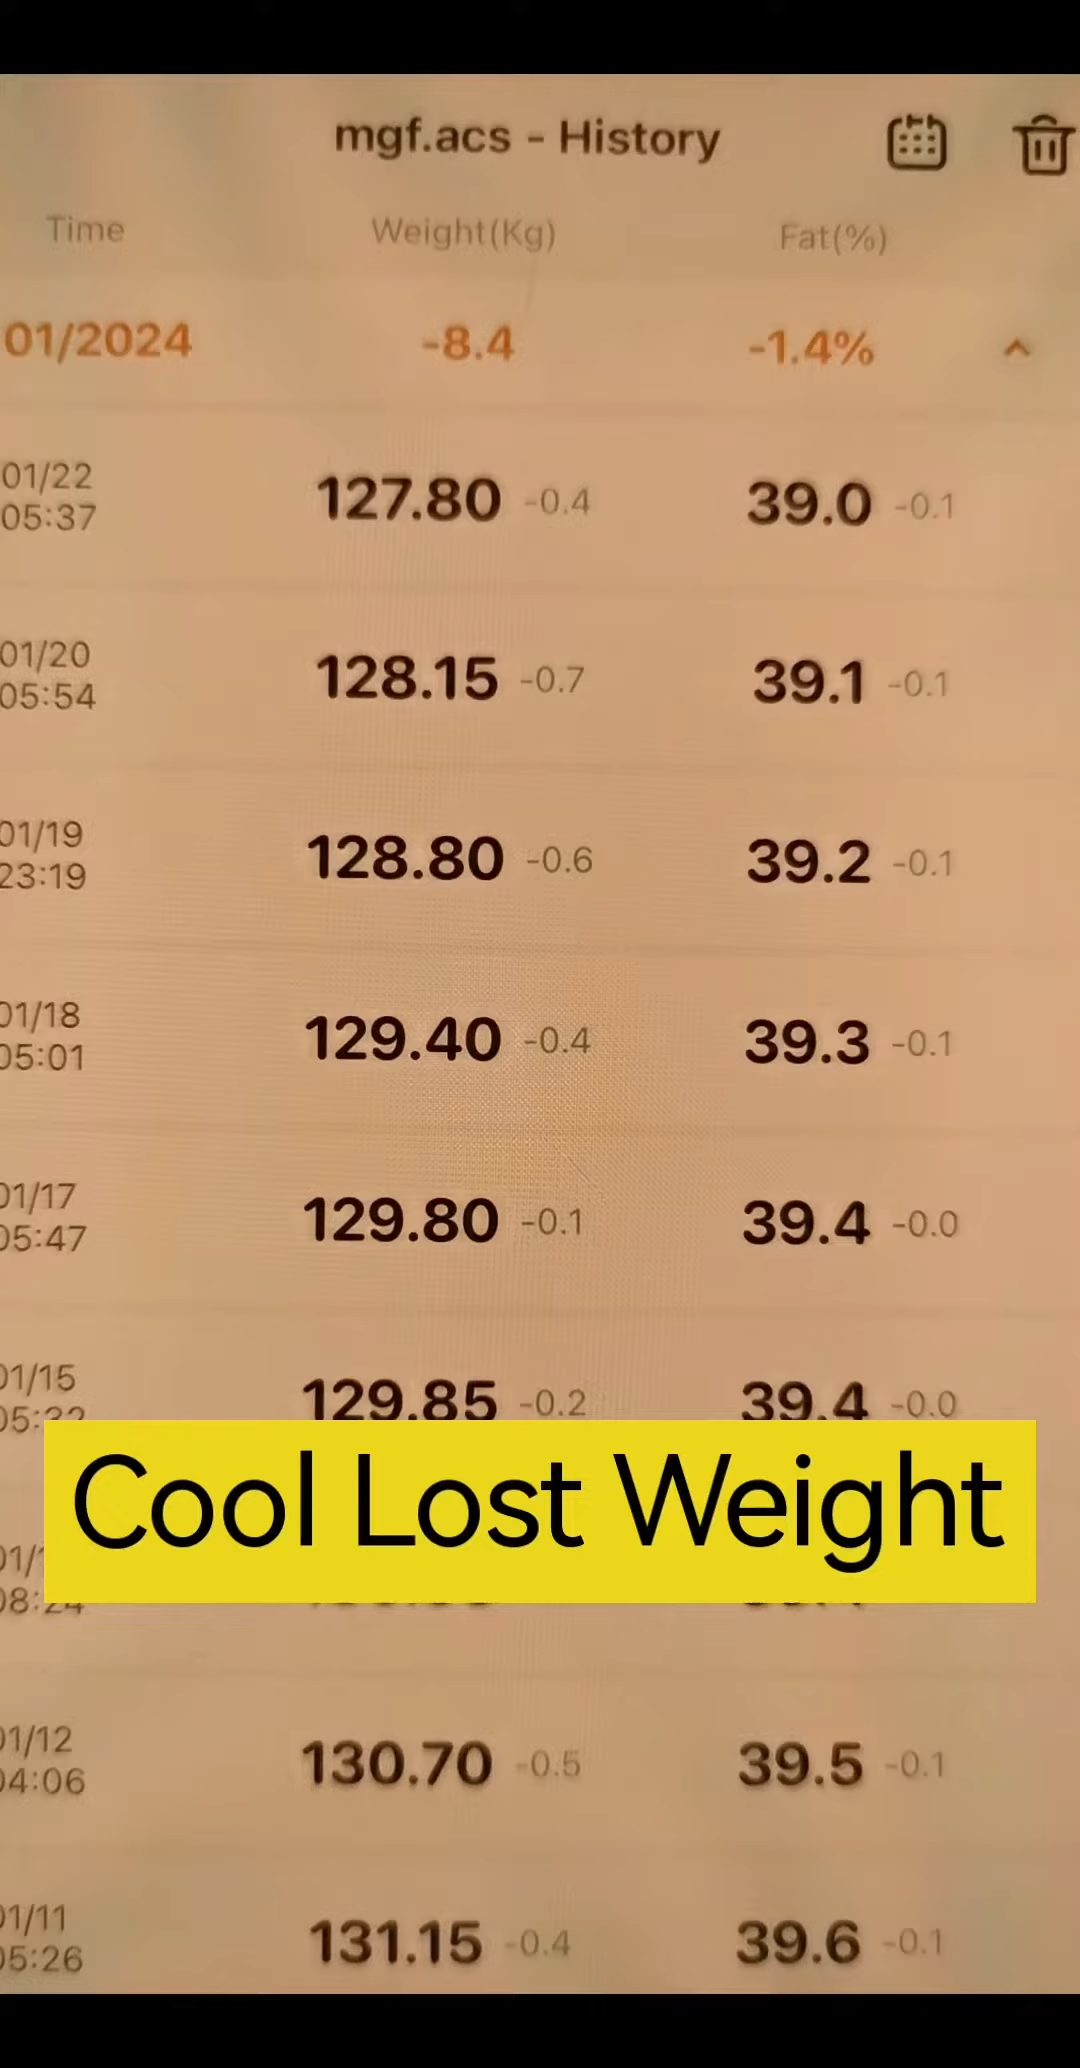 mgf.acs - History
Time Weight(Kg) Fat(%)
01/2024 -8.4 -1.4%
01/22 127.80 -0.4 39.0 -0.1
05:37
01/20 128.15 -0.7 39.1 -0.1
05:54
01/19 128.80 -0.6 39.2 -0.1
23:19
01/18 129.40 -0.4 39.3 -0.1
05:01
01/17 129.80 -0.1 39.4 -0.0
05:47
01/15 129.85 -0.2 39.4 -0.0
Cool Lost Weight
08:24
01/12 130.70 -0.5 39.5 -0.1
04:06
01/11 131.15 -0.4 39.6 -0.1
05:26